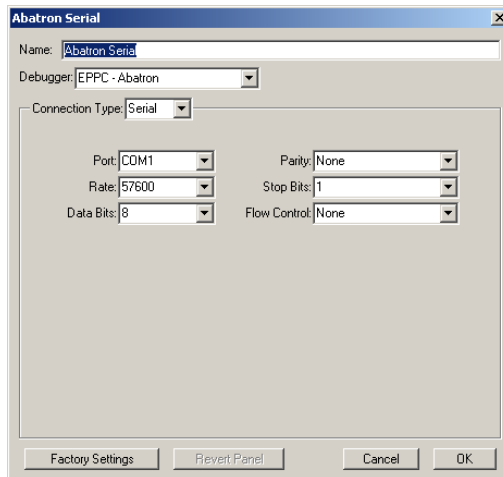 Abatron Serial
Name: Abatron Serial
Debugger: EPPC - Abatron
Connection Type: Serial
Port: COM1 Parity: None
Rate: 57600 Stop Bits: 1
Data Bits: 8 Flow Control: None
Factory Settings Revert Panel Cancel OK